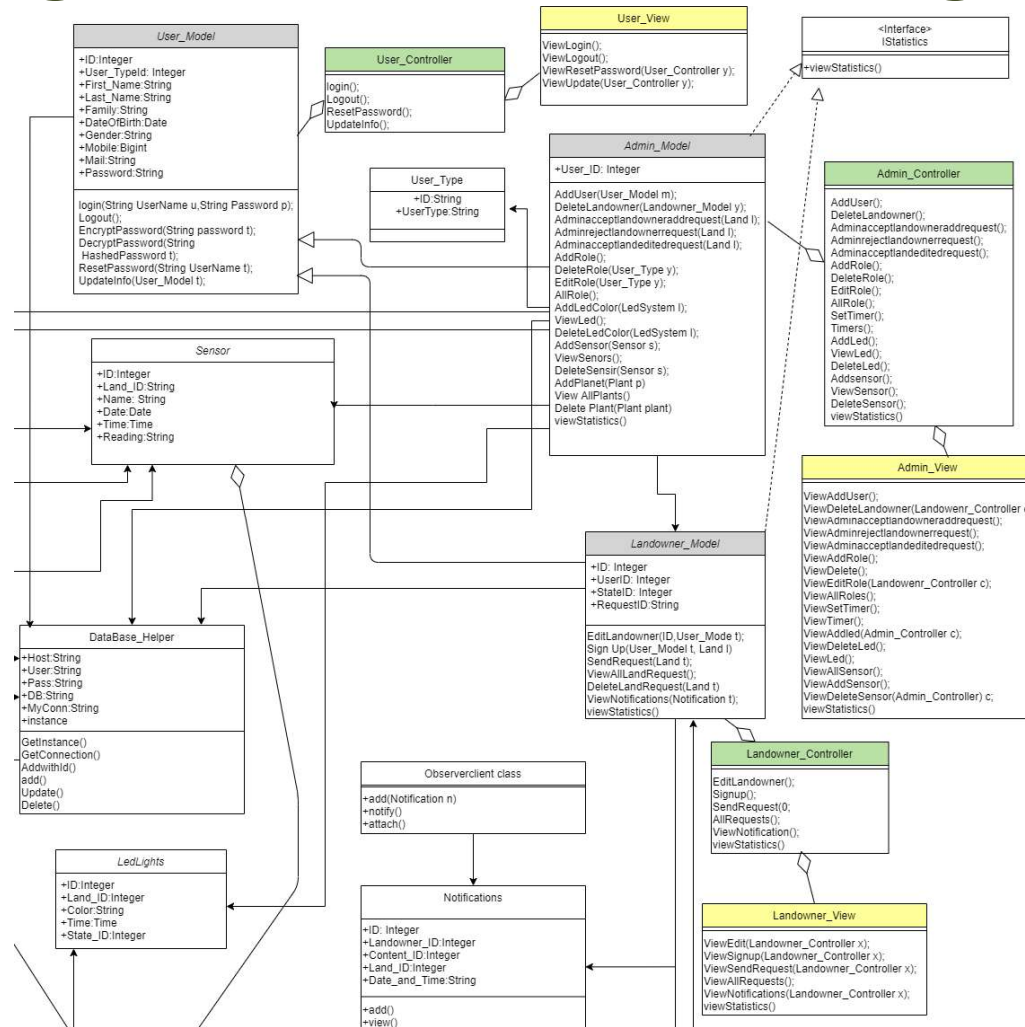 User_Model
+ID:Integer
+User_TypeId: Integer
+First_Name:String
+Last_Name:String
+Family:String
+DateOfBirth:Date
+Gender:String
+Mobile:Bigint
+Mail:String
+Password:String
login(String UserName u,String Password p);
Logout();
EncryptPassword(String password t);
DecryptPassword(String
HashedPassword t);
ResetPassword(String UserName t);
UpdateInfo(User_Model t);
User_Controller
login();
Logout();
ResetPassword();
UpdateInfo();
User_View
ViewLogin();
ViewLogout();
ViewResetPassword(User_Controller y);
ViewUpdate(User_Controller y);
<Interface>
IStatistics
+viewStatistics()
User_Type
+ID:String
+UserType:String
Admin_Model
+User_ID: Integer
AddUser(User_Model m);
DeleteLandowner(Landowner_Model y);
Adminacceptlandowneraddrequest(Land l);
Adminrejectlandownerrequest(Land l);
Adminacceptlandeditedrequest(Land l);
AddRole();
DeleteRole(User_Type y);
EditRole(User_Type y);
AllRole();
AddLedColor(LedSystem l);
ViewLed();
DeleteLedColor(LedSystem l);
AddSensor(Sensor s);
ViewSenors();
DeleteSensir(Sensor s);
AddPlanet(Plant p)
View AllPlants()
Delete Plant(Plant plant)
viewStatistics()
Admin_Controller
AddUser();
DeleteLandowner();
Adminacceptlandowneraddrequest();
Adminrejectlandownerrequest();
Adminacceptlandeditedrequest();
AddRole();
DeleteRole();
EditRole();
AllRole();
SetTimer();
Timers();
AddLed();
ViewLed();
DeleteLed();
Addsensor();
ViewSensor();
DeleteSensor();
viewStatistics()
Sensor
+ID:Integer
+Land_ID:String
+Name: String
+Date:Date
+Time:Time
+Reading:String
Admin_View
ViewAddUser();
ViewDeleteLandowner(Landowenr_Controller
ViewAdminacceptlandowneraddrequest();
ViewAdminrejectlandownerrequest();
ViewAdminacceptlandeditedrequest();
ViewAddRole();
ViewDelete();
ViewEditRole(Landowenr_Controller c);
ViewAllRoles();
ViewSetTimer();
ViewTimer();
ViewAddled(Admin_Controller c);
ViewDeleteLed();
ViewLed();
ViewAllSensor();
ViewAddSensor();
ViewDeleteSensor(Admin_Controller) c;
viewStatistics()
Landowner_Model
+ID: Integer
+UserID: Integer
+StateID: Integer
+RequestID:String
EditLandowner(ID,User_Mode t);
Sign Up(User_Model t, Land l)
SendRequest(Land t);
ViewAllLandRequest();
DeleteLandRequest(Land t)
ViewNotifications(Notification t);
viewStatistics()
DataBase_Helper
+Host:String
+User:String
+Pass:String
+DB:String
+MyConn:String
+instance
GetInstance()
GetConnection()
AddwithId()
add()
Update()
Delete()
Landowner_Controller
EditLandowner();
Signup();
SendRequest(0;
AllRequests();
ViewNotification();
viewStatistics()
Observerclient class
+add(Notification n)
+notify()
+attach()
LedLights
+ID:Integer
+Land_ID:Integer
+Color:String
+Time:Time
+State_ID:Integer
Notifications
+ID: Integer
+Landowner_ID:Integer
+Content_ID:Integer
+Land_ID:Integer
+Date_and_Time:String
+add()
+view()
Landowner_View
ViewEdit(Landowner_Controller x);
ViewSignup(Landowner_Controller x);
ViewSendRequest(Landowner_Controller x);
ViewAllRequests();
ViewNotifications(Landowner_Controller x);
viewStatistics()